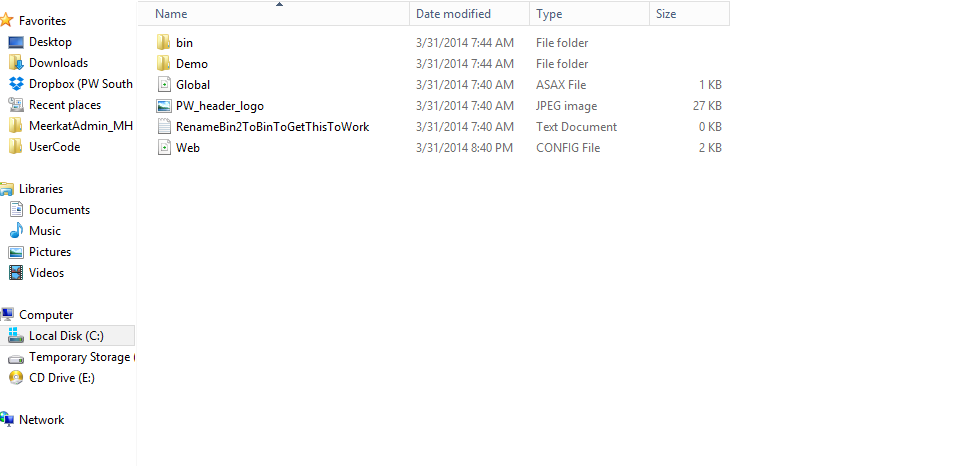 Favorites
Desktop
Downloads
Dropbox (PW South
Recent places
MeerkatAdmin_MH
UserCode
Libraries
Documents
Music
Pictures
Videos
Computer
Local Disk (C:)
Temporary Storage (
CD Drive (E:)
Network
Name Date modified Type Size
bin 3/31/2014 7:44 AM File folder
Demo 3/31/2014 7:44 AM File folder
Global 3/31/2014 7:40 AM ASAX File 1 KB
PW_header_logo 3/31/2014 7:40 AM JPEG image 27 KB
RenameBin2ToBinToGetThisToWork 3/31/2014 7:40 AM Text Document 0 KB
Web 3/31/2014 8:40 PM CONFIG File 2 KB